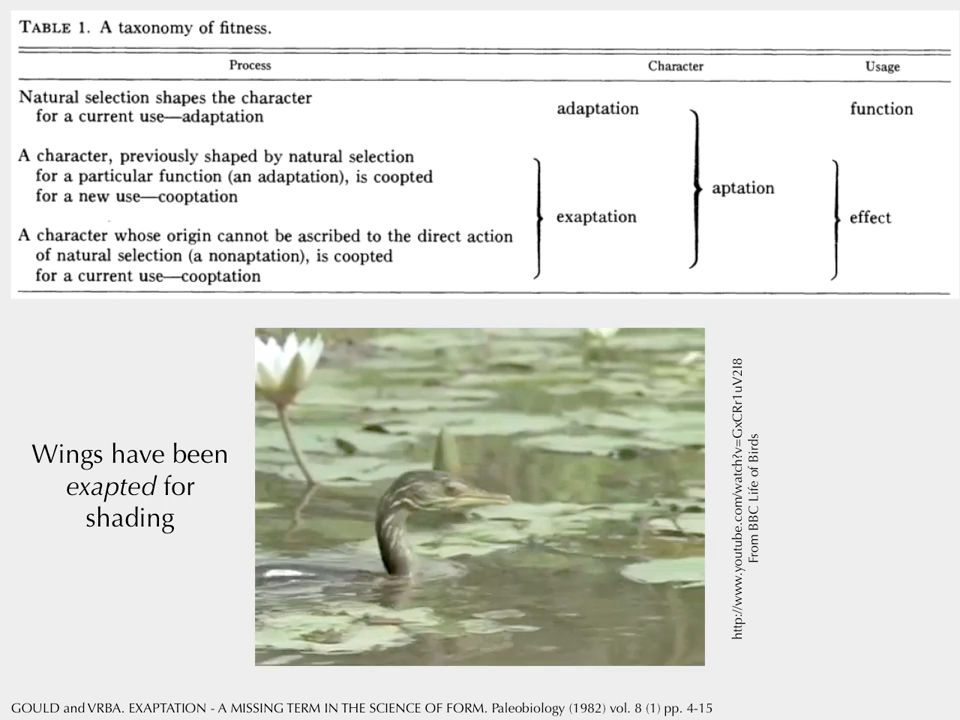 TABLE 1. A taxonomy of fitness.
Process Character Usage
Natural selection shapes the character
for a current use—adaptation
adaptation
function
A character, previously shaped by natural selection
for a particular function (an adaptation), is coopted
for a new use—cooptation
A character whose origin cannot be ascribed to the direct action
of natural selection (a nonaptation), is coopted
for a current use—cooptation
exaptation
aptation
effect
Wings have been
exapted for
shading
http://www.youtube.com/watch?v=GxCRr1uV2I8
From BBC Life of Birds
GOULD and VRBA. EXAPTATION - A MISSING TERM IN THE SCIENCE OF FORM. Paleobiology (1982) vol. 8 (1) pp. 4-15